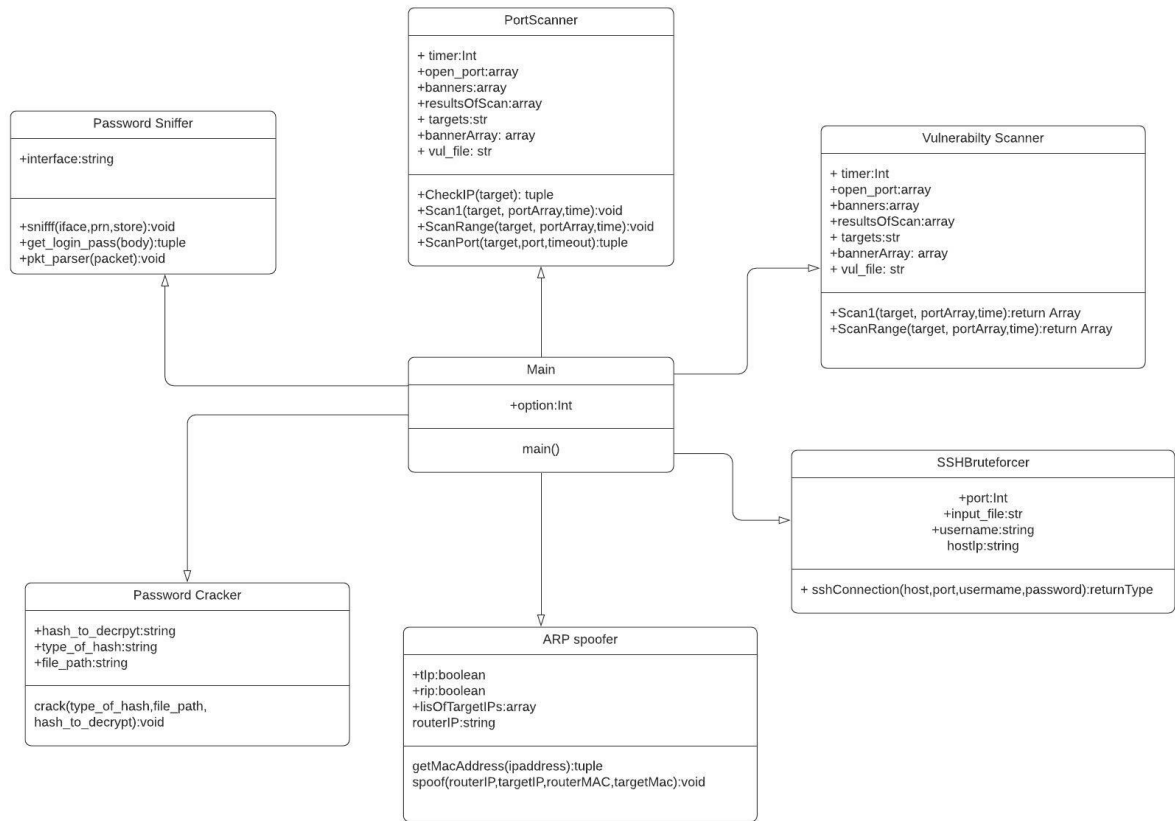 PortScanner
+ timer:Int
+open_port:array
+banners:array
+resultsOfScan:array
+ targets:str
+bannerArray: array
+ vul_file: str
+CheckIP(target): tuple
+Scan1(target, portArray,time):void
+ScanRange(target, portArray,time):void
+ScanPort(target,port,timeout):tuple
Password Sniffer
+interface:string
+snifff(iface,prn,store):void
+get_login_pass(body):tuple
+pkt_parser(packet):void
Vulnerabilty Scanner
+ timer:Int
+open_port:array
+banners:array
+resultsOfScan:array
+ targets:str
+bannerArray: array
+ vul_file: str
+Scan1(target, portArray,time):return Array
+ScanRange(target, portArray,time):return Array
Main
+option:Int
main()
SSHBruteforcer
+port:Int
+input_file:str
+username:string
hostIp:string
+ sshConnection(host,port,usermame,password):returnType
Password Cracker
+hash_to_decrpyt:string
+type_of_hash:string
+file_path:string
crack(type_of_hash,file_path,
hash_to_decrypt):void
ARP spoofer
+tIp:boolean
+rip:boolean
+lisOfTargetIPs:array
routerIP:string
getMacAddress(ipaddress):tuple
spoof(routerIP,targetIP,routerMAC,targetMac):void